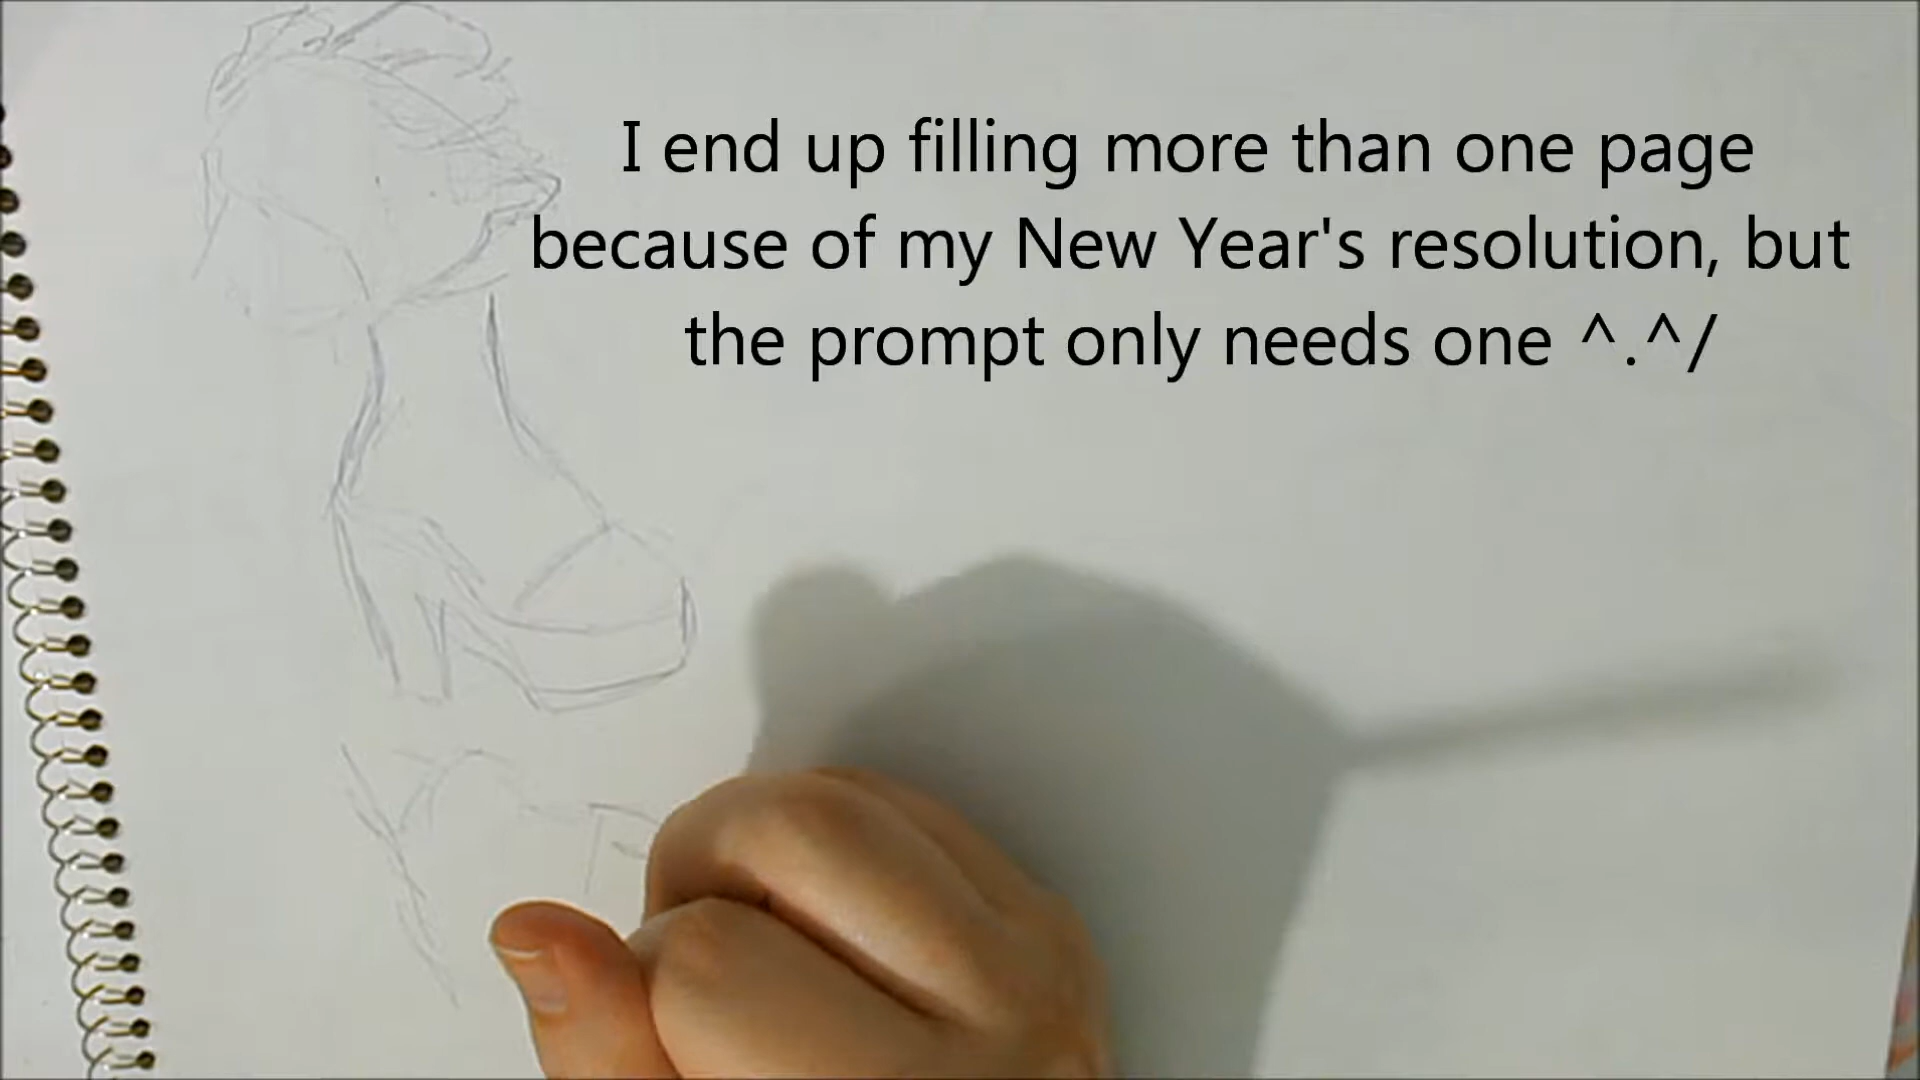 I end up filling more than one page
because of my New Year's resolution, but
the prompt only needs one ^.^/